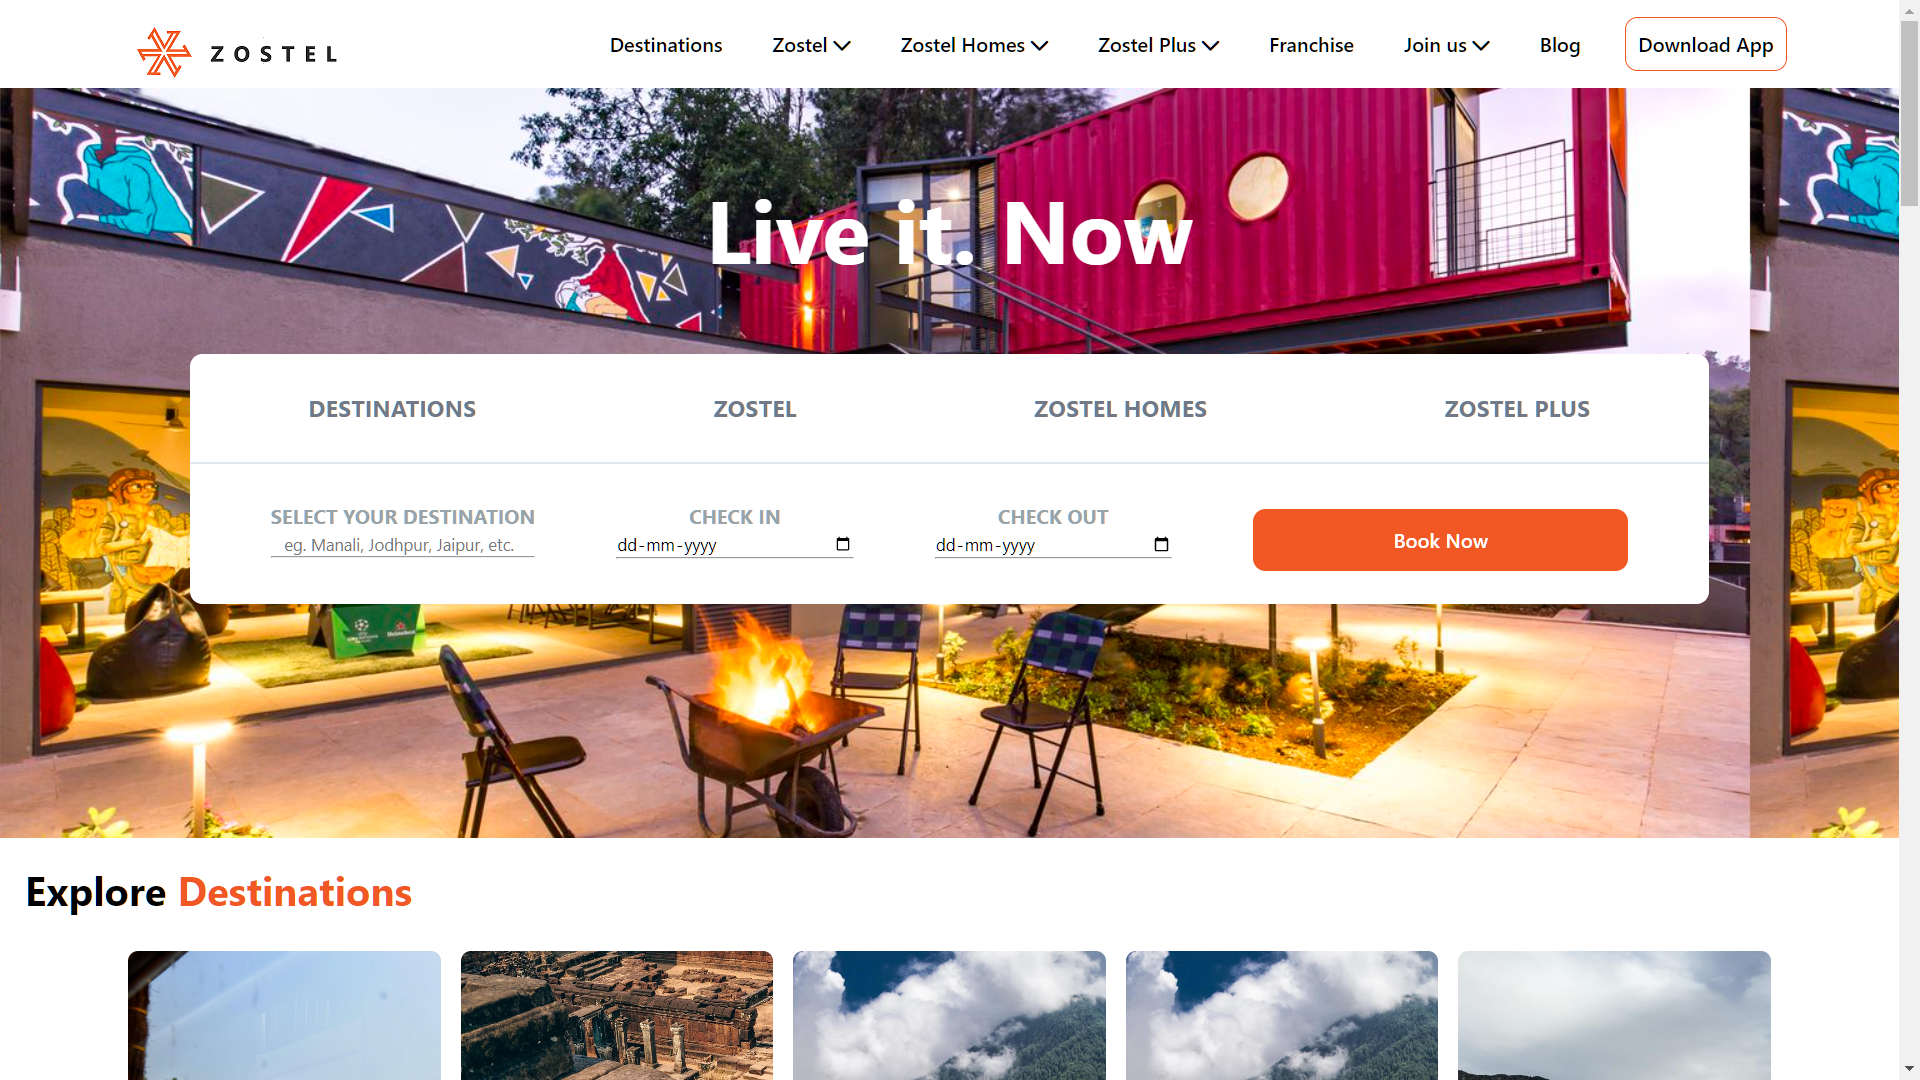 ZOSTEL
Destinations
Zostel
Zostel Homes
Zostel Plus
Franchise
Join us
Blog
Download App
Live it. Now
DESTINATIONS
ZOSTEL
ZOSTEL HOMES
ZOSTEL PLUS
SELECT YOUR DESTINATION
eg. Manali, Jodhpur, Jaipur, etc.
CHECK IN
dd-mm-yyyy
CHECK OUT
dd-mm-yyyy
Book Now
Heineken
Explore Destinations